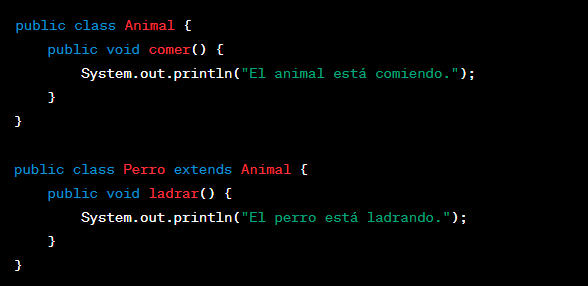 public class Animal {
    public void comer() {
        System.out.println("El animal está comiendo.");
    }
}

public class Perro extends Animal {
    public void ladrar() {
        System.out.println("El perro está ladrando.");
    }
}